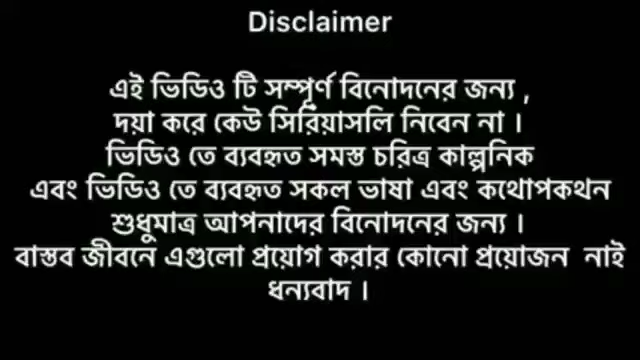 Disclaimer
এই ভিডিও টি সম্পূর্ণ বিনোদনের জন্য ,
দয়া করে কেউ সিরিয়াসলি নিবেন না ।
ভিডিও তে ব্যবহৃত সমস্ত চরিত্র কাল্পনিক
এবং ভিডিও তে ব্যবহৃত সকল ভাষা এবং কথোপকথন
শুধুমাত্র আপনাদের বিনোদনের জন্য ।
বাস্তব জীবনে এগুলো প্রয়োগ করার কোনো প্রয়োজন নাই
ধন্যবাদ ।